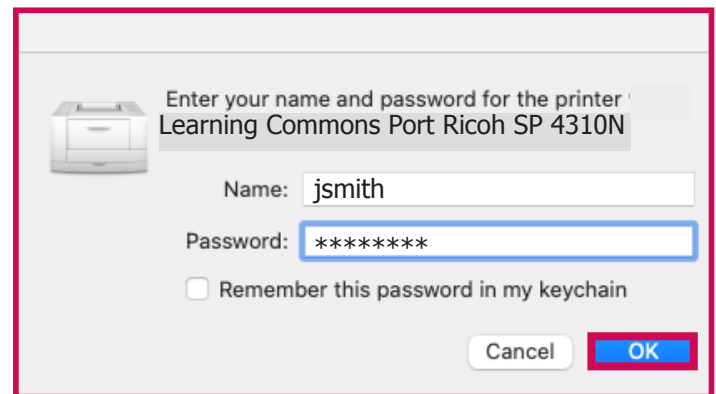 Enter your name and password for the printer
Learning Commons Port Ricoh SP 4310N
Name: jsmith
Password: ********
Remember this password in my keychain
Cancel OK